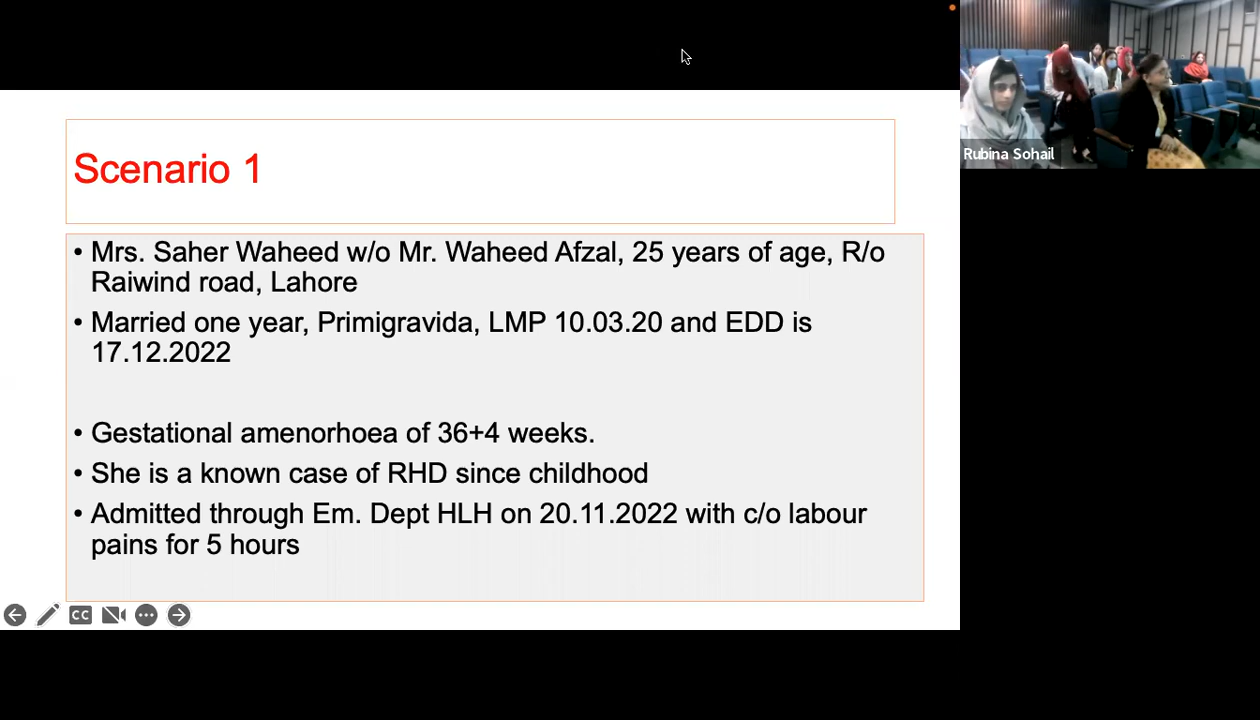 Scenario 1
• Mrs. Saher Waheed w/o Mr. Waheed Afzal, 25 years of age, R/o
Raiwind road, Lahore
• Married one year, Primigravida, LMP 10.03.20 and EDD is
17.12.2022
• Gestational amenorhoea of 36+4 weeks.
• She is a known case of RHD since childhood
• Admitted through Em. Dept HLH on 20.11.2022 with c/o labour
pains for 5 hours
CC
Rubina Sohail